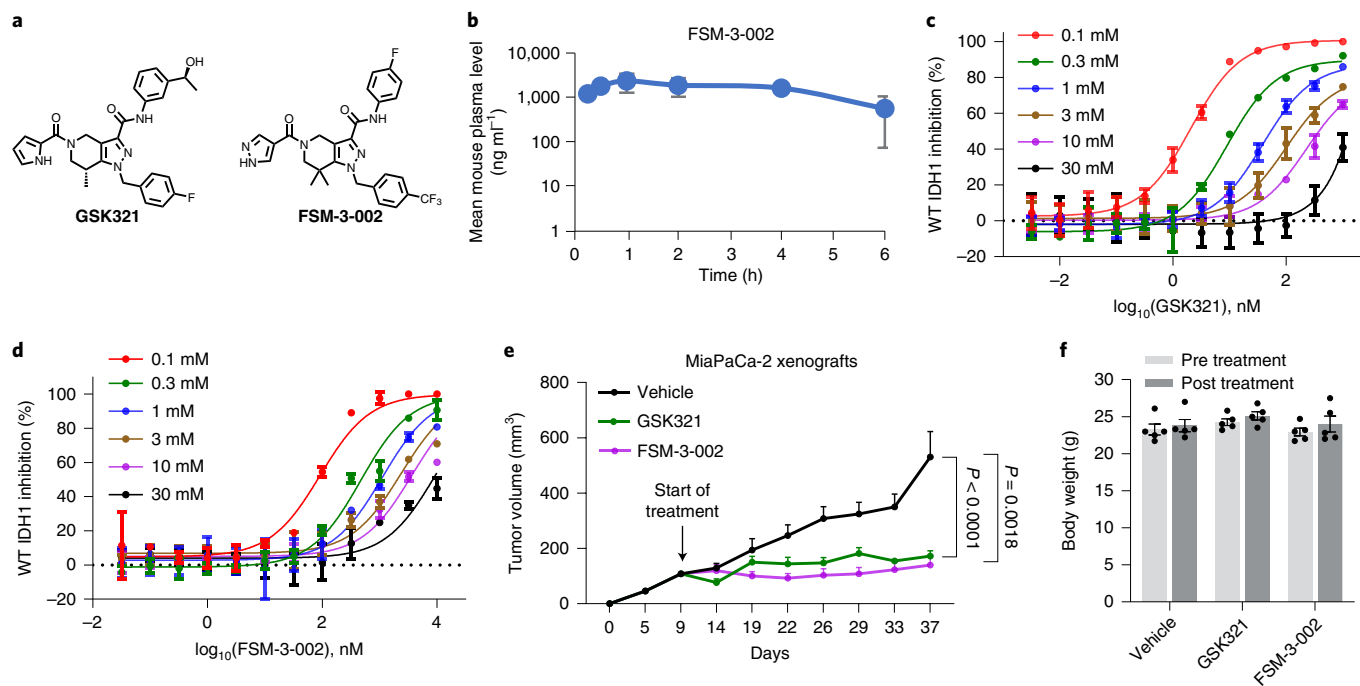 a
OH
O
NH
O
N
N
N
NH
F
GSK321
F
O
NH
O
N
N
N
N
HN
CF3
FSM-3-002
b
FSM-3-002
Mean mouse plasma level
(ng ml−1)
10,000
1,000
100
10
1
0 1 2 3 4 5 6
Time (h)
c
0.1 mM
0.3 mM
1 mM
3 mM
10 mM
30 mM
WT IDH1 inhibition (%)
100
80
60
40
20
0
−20
−2 0 2
log10(GSK321), nM
d
0.1 mM
0.3 mM
1 mM
3 mM
10 mM
30 mM
WT IDH1 inhibition (%)
100
80
60
40
20
0
−20
−2 0 2 4
log10(FSM-3-002), nM
e
MiaPaCa-2 xenografts
Vehicle
GSK321
FSM-3-002
Start of
treatment
Tumor volume (mm3)
800
600
400
200
0
0 5 9 14 19 22 26 29 33 37
Days
P < 0.0001
P = 0.0018
f
Pre treatment
Post treatment
Body weight (g)
30
25
20
15
10
5
0
Vehicle
GSK321
FSM-3-002